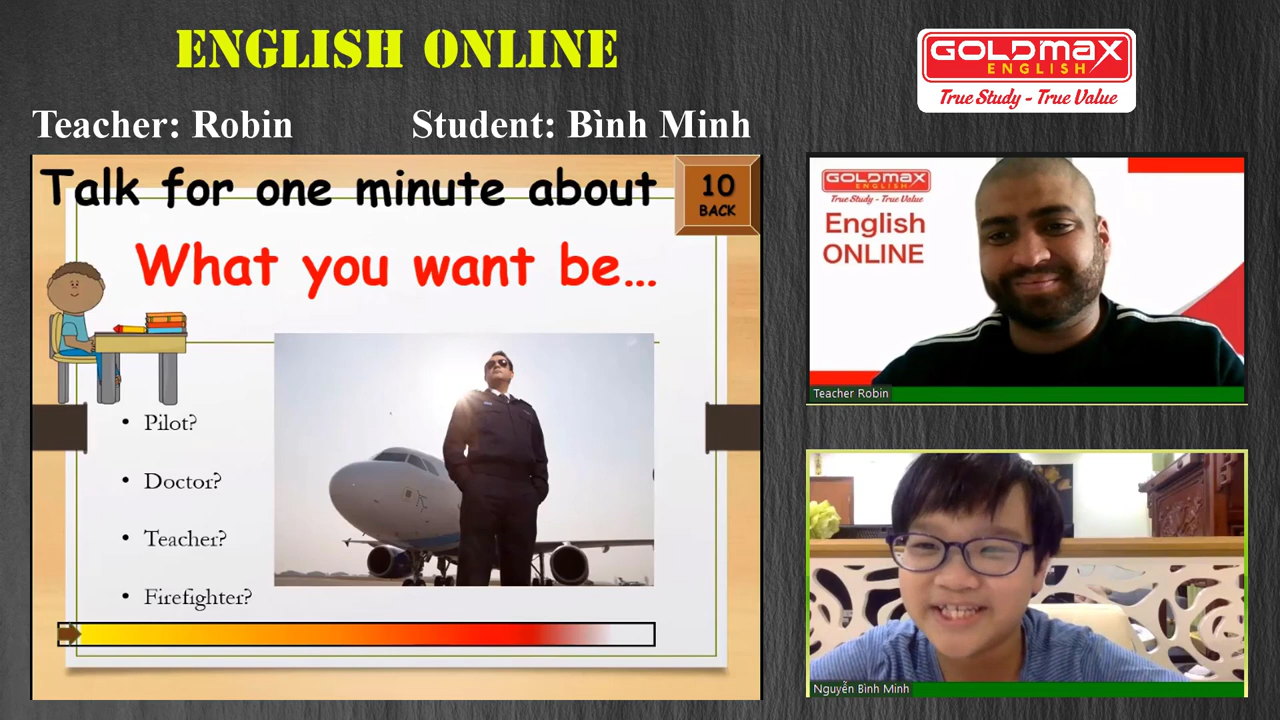 ENGLISH ONLINE
GOLDMAX
ENGLISH
True Study - True Value
Teacher: Robin
Student: Bình Minh
Talk for one minute about
10
BACK
What you want be...
• Pilot?
• Doctor?
• Teacher?
• Firefighter?
GOLDMAX
ENGLISH
True Study - True Value
English
ONLINE
Teacher Robin
Nguyễn Bình Minh